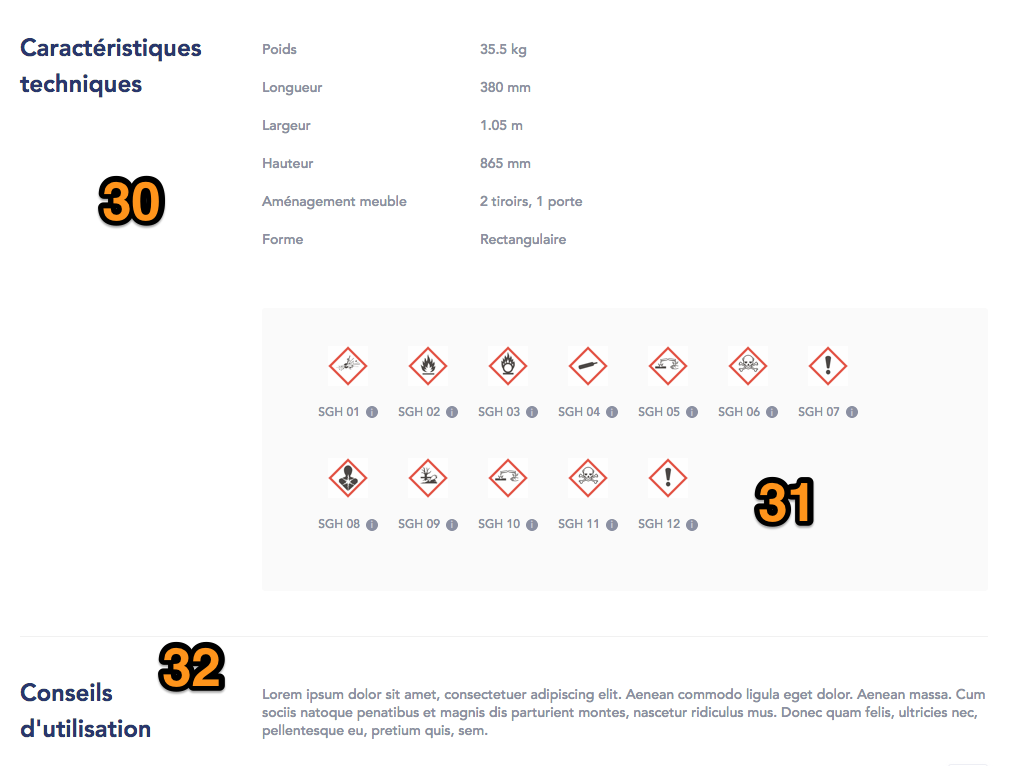 Caractéristiques
techniques
Poids 35.5 kg
Longueur 380 mm
Largeur 1.05 m
Hauteur 865 mm
Aménagement meuble 2 tiroirs, 1 porte
Forme Rectangulaire
30
SGH 01 i SGH 02 i SGH 03 i SGH 04 i SGH 05 i SGH 06 i SGH 07 i
SGH 08 i SGH 09 i SGH 10 i SGH 11 i SGH 12 i
31
32
Conseils
d'utilisation
Lorem ipsum dolor sit amet, consectetuer adipiscing elit. Aenean commodo ligula eget dolor. Aenean massa. Cum
sociis natoque penatibus et magnis dis parturient montes, nascetur ridiculus mus. Donec quam felis, ultricies nec,
pellentesque eu, pretium quis, sem.